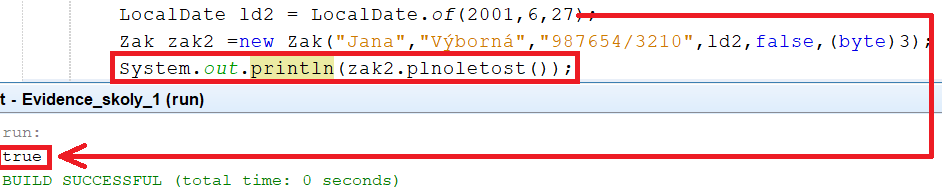 LocalDate ld2 = LocalDate.of(2001,6,27);
Zak zak2 =new Zak("Jana","Výborná","987654/3210",ld2,false,(byte)3);
System.out.println(zak2.plnoletost());
t - Evidence_skoly_1 (run)
run:
true
BUILD SUCCESSFUL (total time: 0 seconds)